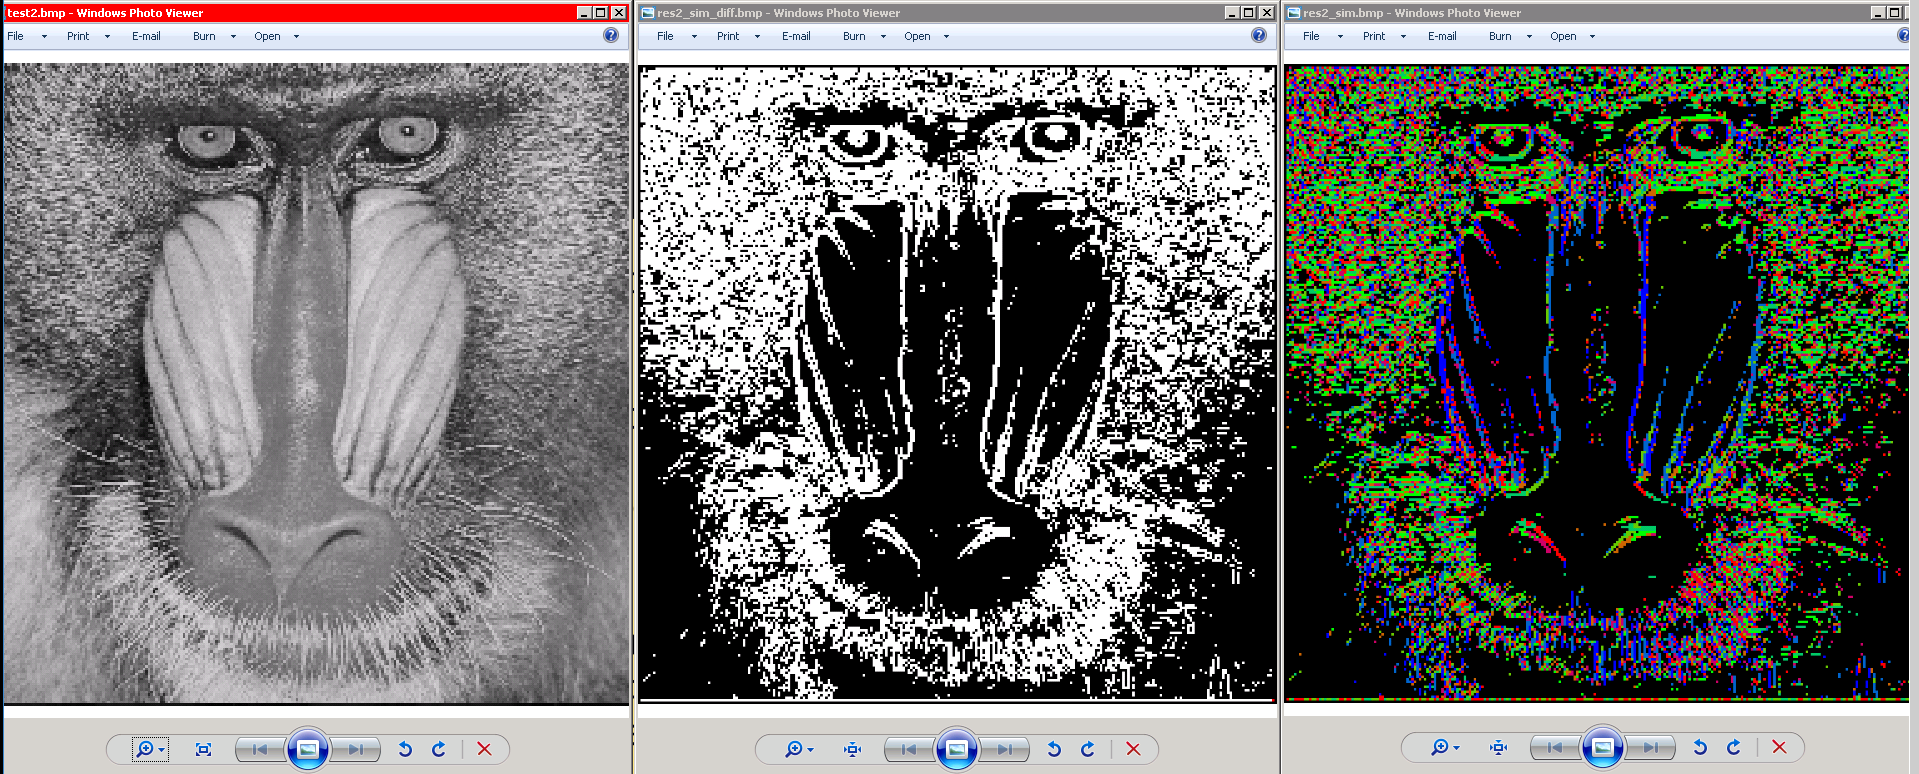 test2.bmp - Windows Photo Viewer
File Print E-mail Burn Open
res2_sim_diff.bmp - Windows Photo Viewer
File Print E-mail Burn Open
res2_sim.bmp - Windows Photo Viewer
File Print E-mail Burn Open